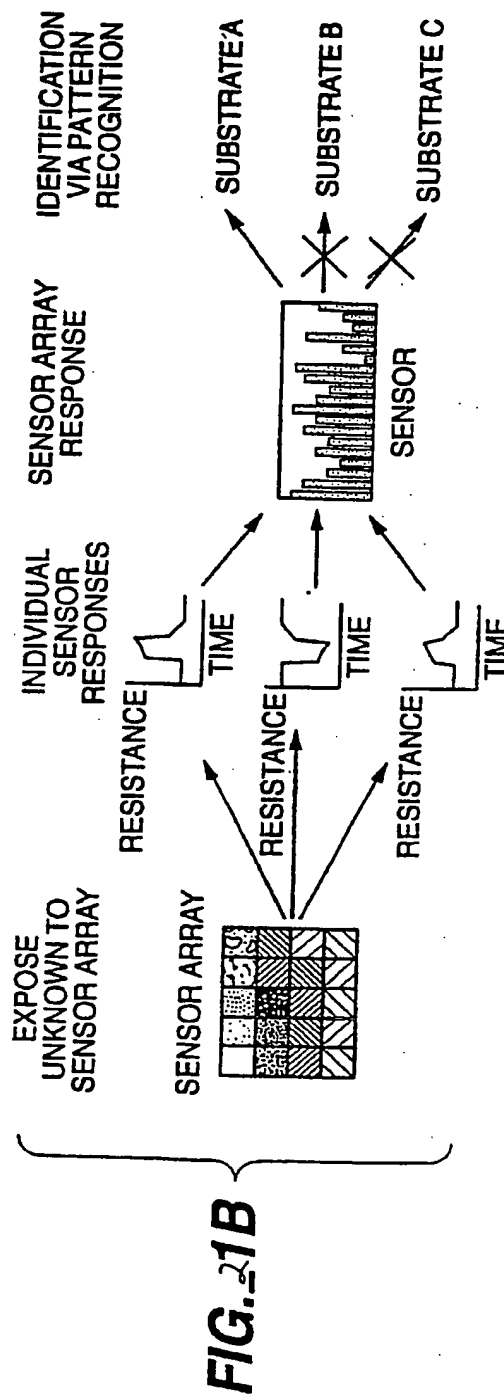 EXPOSE
UNKNOWN TO
SENSOR ARRAY
SENSOR ARRAY
INDIVIDUAL
SENSOR
RESPONSES
RESISTANCE
TIME
RESISTANCE
TIME
RESISTANCE
TIME
SENSOR ARRAY
RESPONSE
SENSOR
IDENTIFICATION
VIA PATTERN
RECOGNITION
SUBSTRATE A
SUBSTRATE B
SUBSTRATE C
FIG._21B